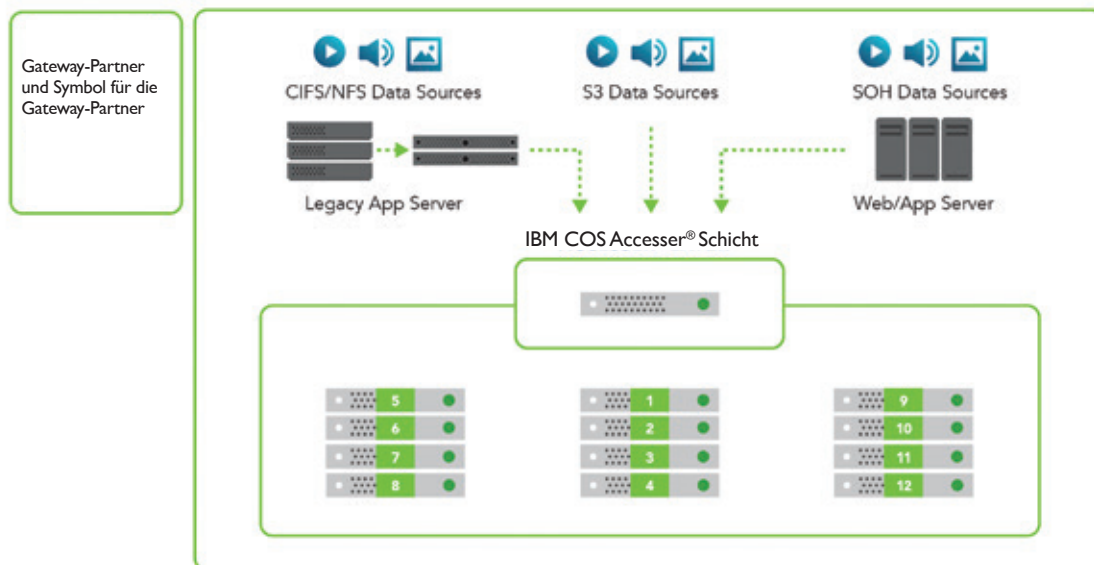 Gateway-Partner
und Symbol für die
Gateway-Partner
CIFS/NFS Data Sources
S3 Data Sources
SOH Data Sources
Legacy App Server
Web/App Server
IBM COS Accesser® Schicht
5
6
7
8
1
2
3
4
9
10
11
12